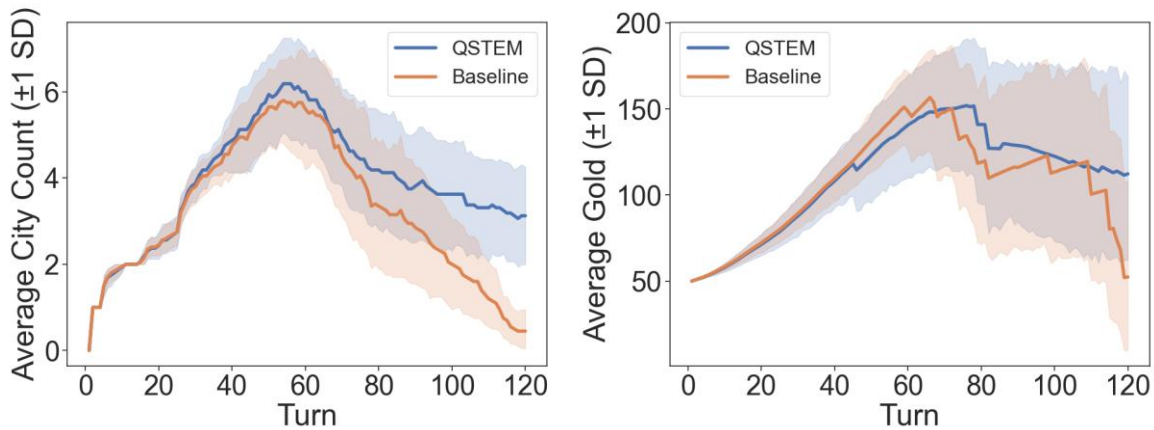 Average City Count (±1 SD)
6
4
2
0
QSTEM
Baseline
0 20 40 60 80 100 120
Turn
Average Gold (±1 SD)
200
150
100
50
QSTEM
Baseline
0 20 40 60 80 100 120
Turn